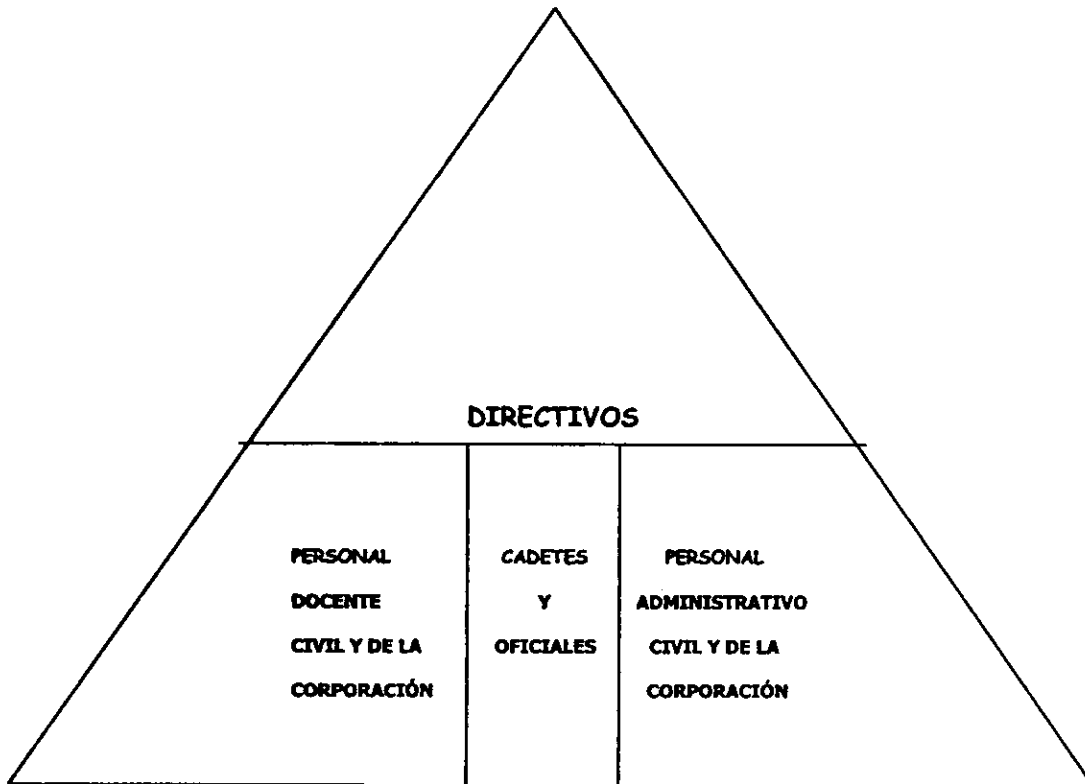 DIRECTIVOS
PERSONAL
DOCENTE
CIVIL Y DE LA
CORPORACIÓN
CADETES
Y
OFICIALES
PERSONAL
ADMINISTRATIVO
CIVIL Y DE LA
CORPORACIÓN